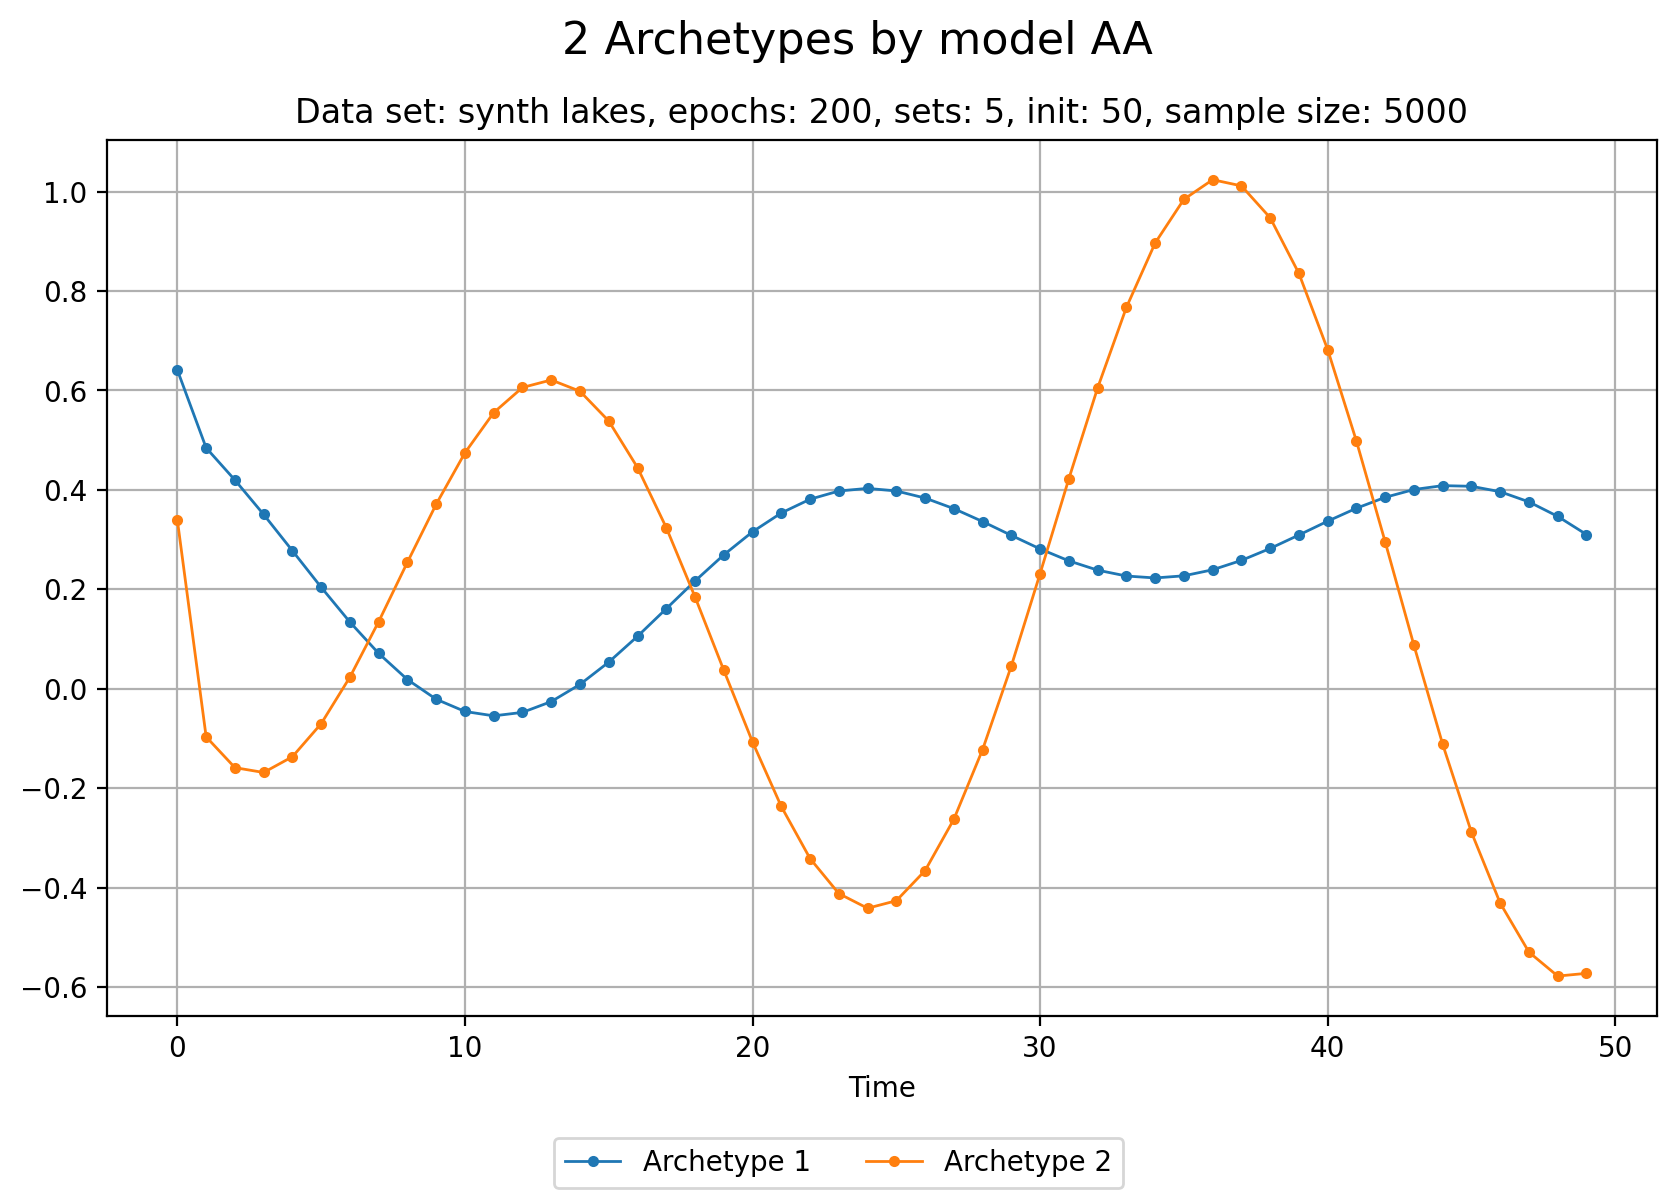 2 Archetypes by model AA
Data set: synth lakes, epochs: 200, sets: 5, init: 50, sample size: 5000
1.0
0.8
0.6
0.4
0.2
0.0
−0.2
−0.4
−0.6
0 10 20 30 40 50
Time
Archetype 1 Archetype 2